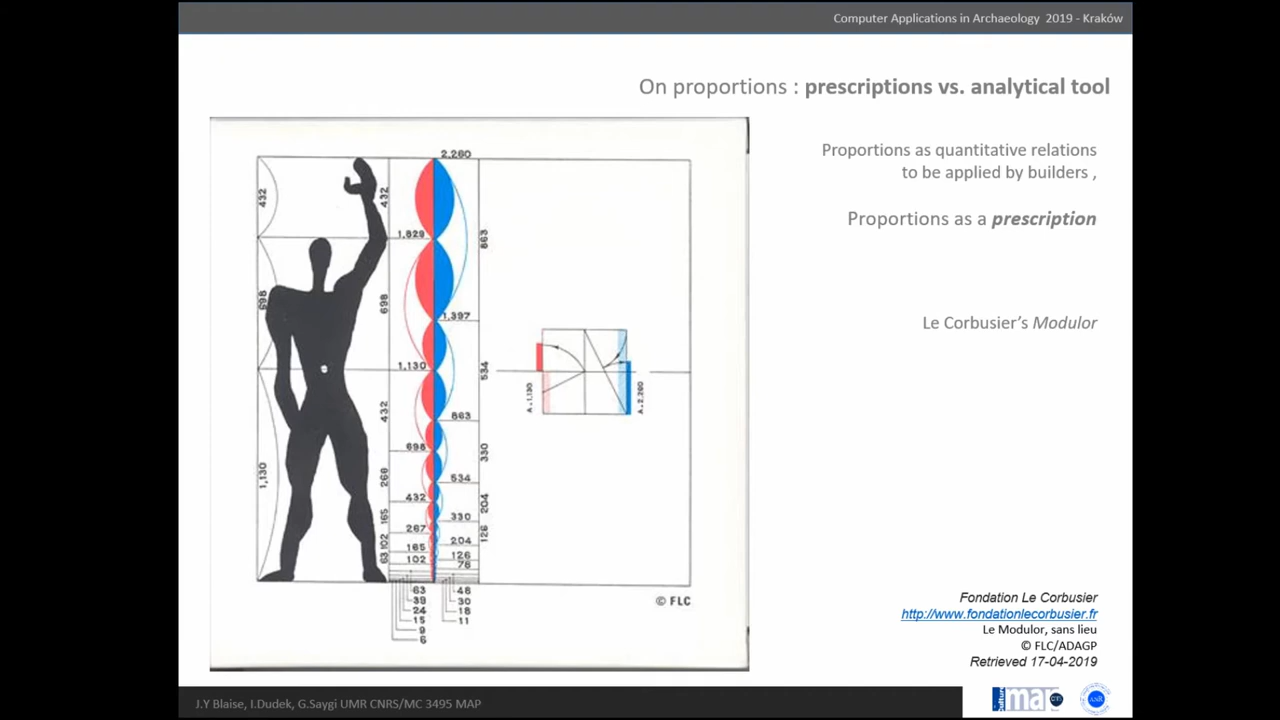 Computer Applications in Archaeology 2019 - Kraków
On proportions : prescriptions vs. analytical tool
Proportions as quantitative relations
to be applied by builders ,
Proportions as a prescription
Le Corbusier's Modulor
2,260
432
432
1,829
863
698
698
1,397
1,130
534
A.1,130
A.2,260
432
863
698
330
1,130
268
534
432
204
165
330
267
126
102
204
165
63
126
102
78
63
48
39
30
24
18
15
11
9
6
© FLC
Fondation Le Corbusier
http://www.fondationlecorbusier.fr
Le Modulor, sans lieu
© FLC/ADAGP
Retrieved 17-04-2019
J.Y Blaise, I.Dudek, G.Saygi UMR CNRS/MC 3495 MAP
map